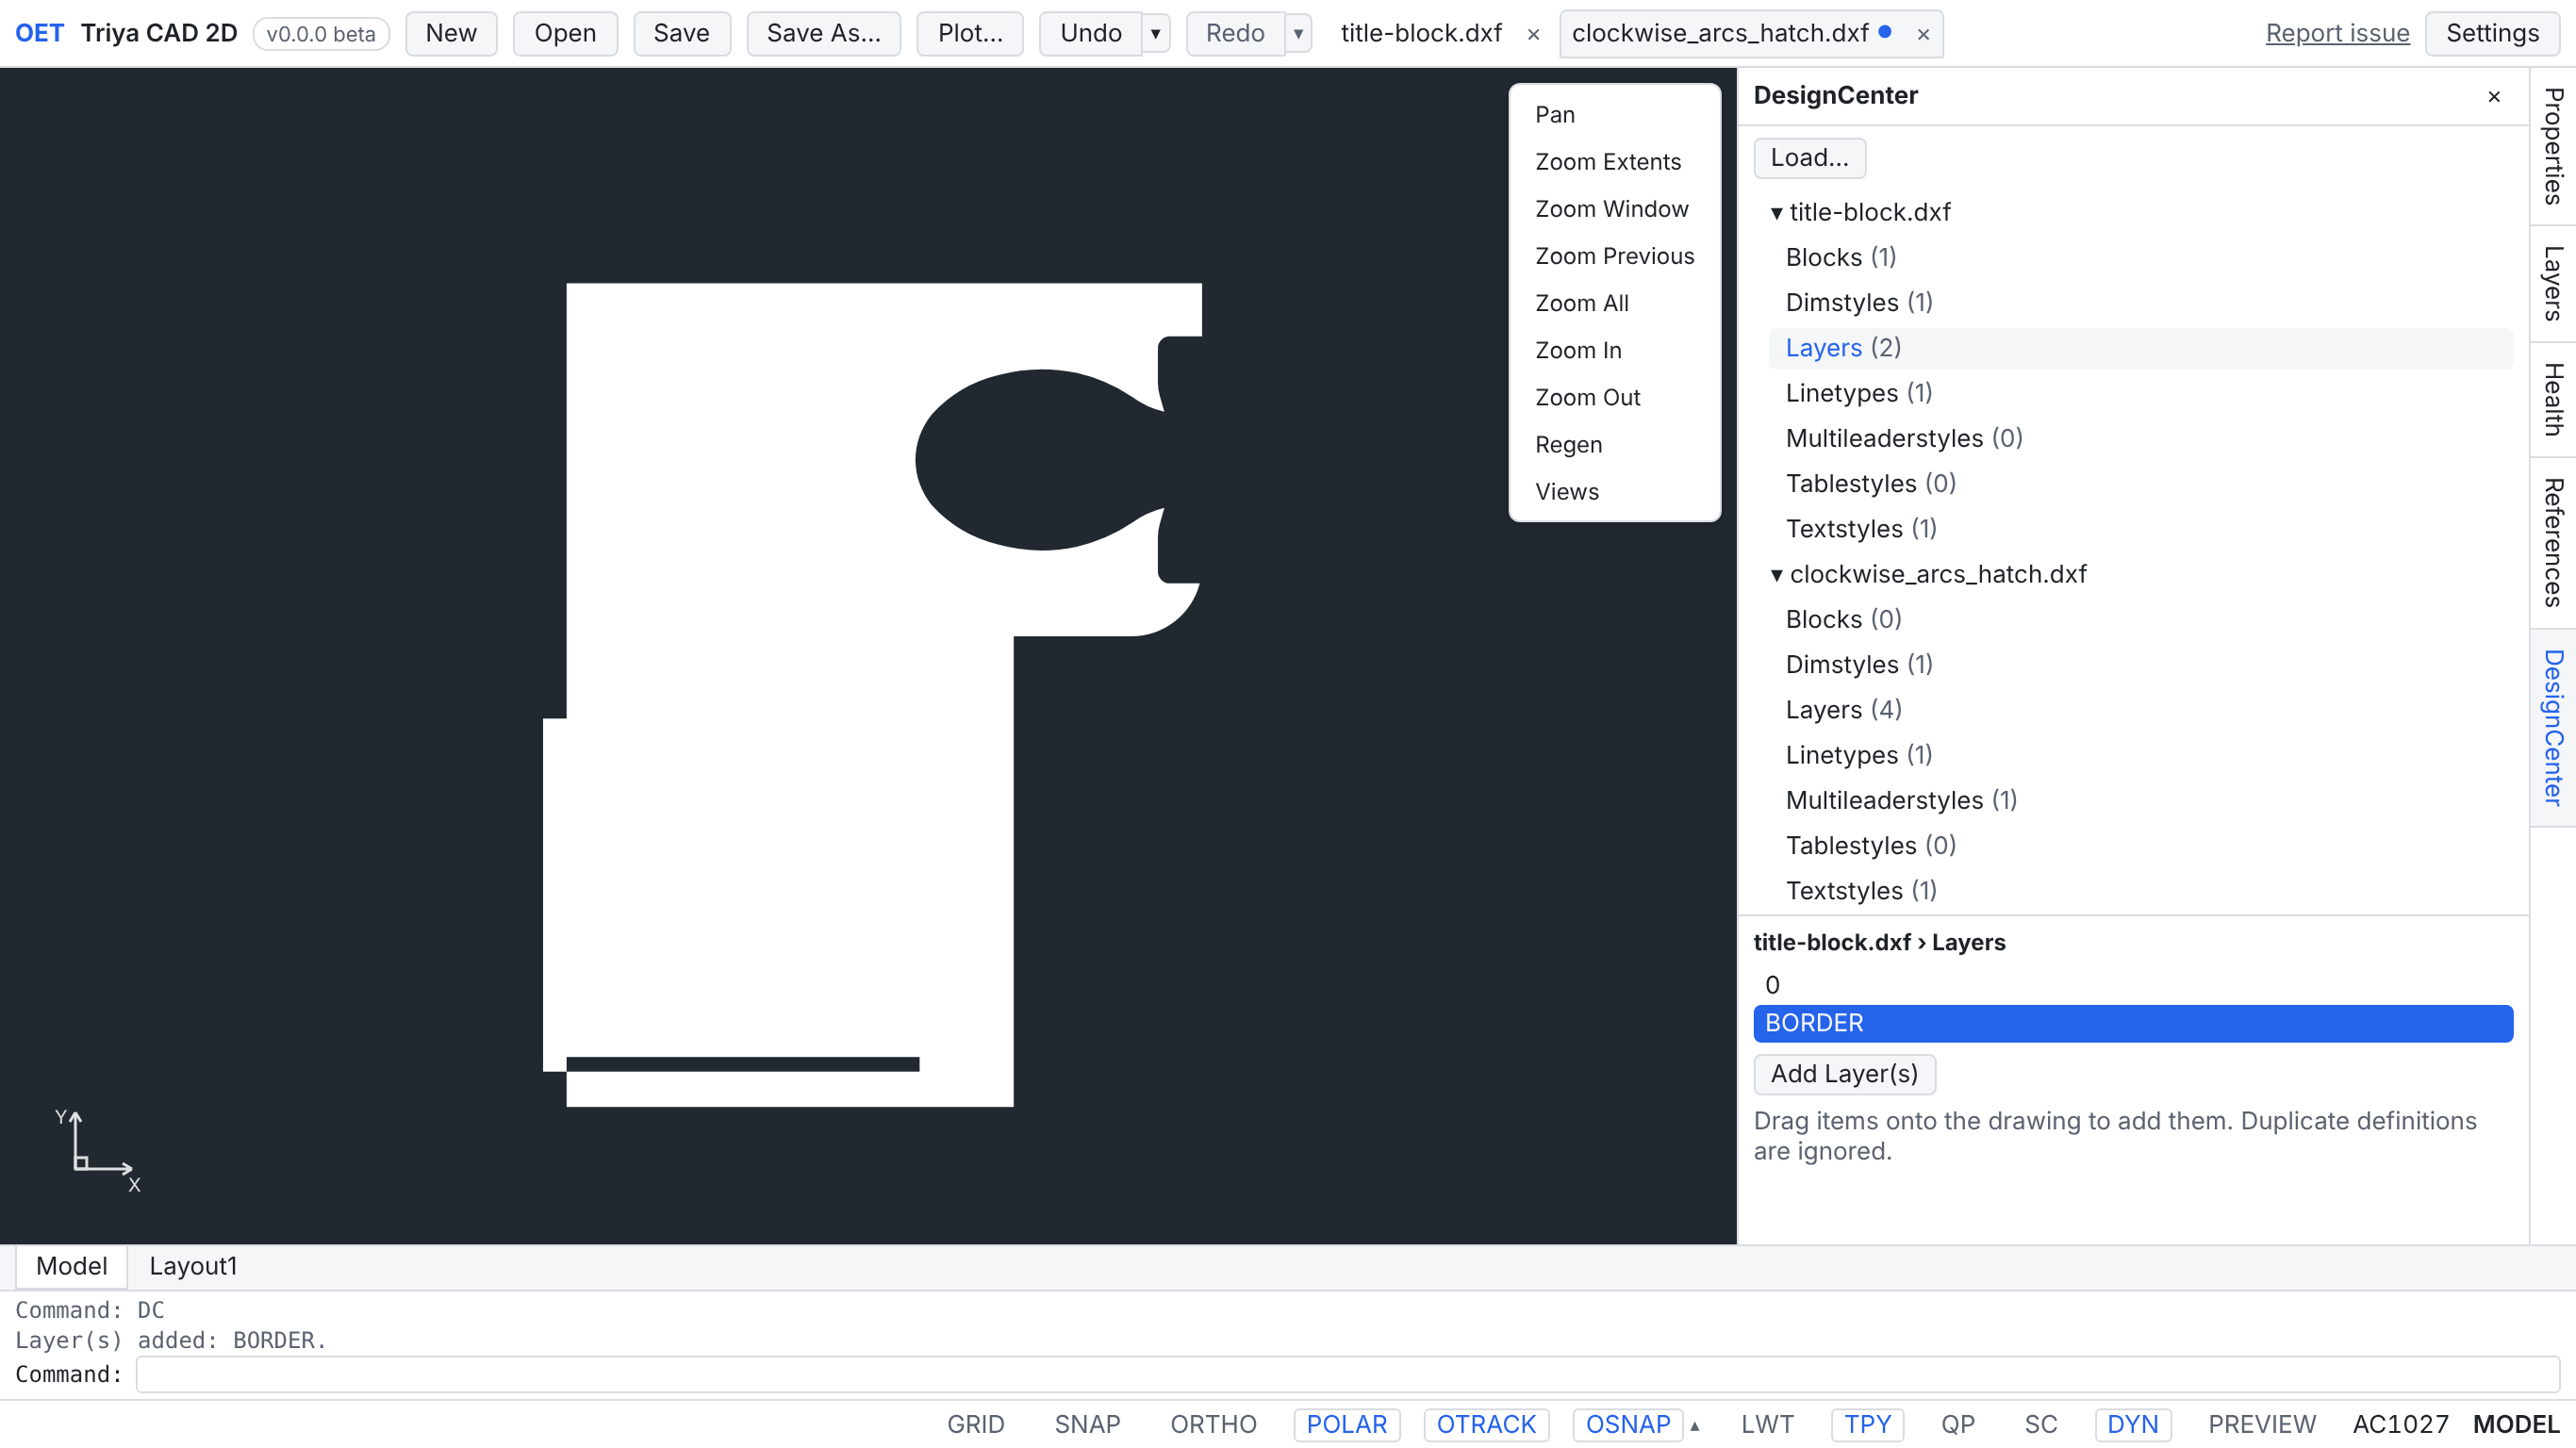 OET Triya CAD 2D v0.0.0 beta New Open Save Save As... Plot... Undo ▾ Redo ▾ title-block.dxf × clockwise_arcs_hatch.dxf ● × Report issue Settings
Pan
Zoom Extents
Zoom Window
Zoom Previous
Zoom All
Zoom In
Zoom Out
Regen
Views
Y
X
DesignCenter ×
Load...
▾ title-block.dxf
Blocks (1)
Dimstyles (1)
Layers (2)
Linetypes (1)
Multileaderstyles (0)
Tablestyles (0)
Textstyles (1)
▾ clockwise_arcs_hatch.dxf
Blocks (0)
Dimstyles (1)
Layers (4)
Linetypes (1)
Multileaderstyles (1)
Tablestyles (0)
Textstyles (1)
title-block.dxf › Layers
0
BORDER
Add Layer(s)
Drag items onto the drawing to add them. Duplicate definitions
are ignored.
Properties
Layers
Health
References
DesignCenter
Model Layout1
Command: DC
Layer(s) added: BORDER.
Command:
GRID SNAP ORTHO POLAR OTRACK OSNAP ▴ LWT TPY QP SC DYN PREVIEW AC1027 MODEL